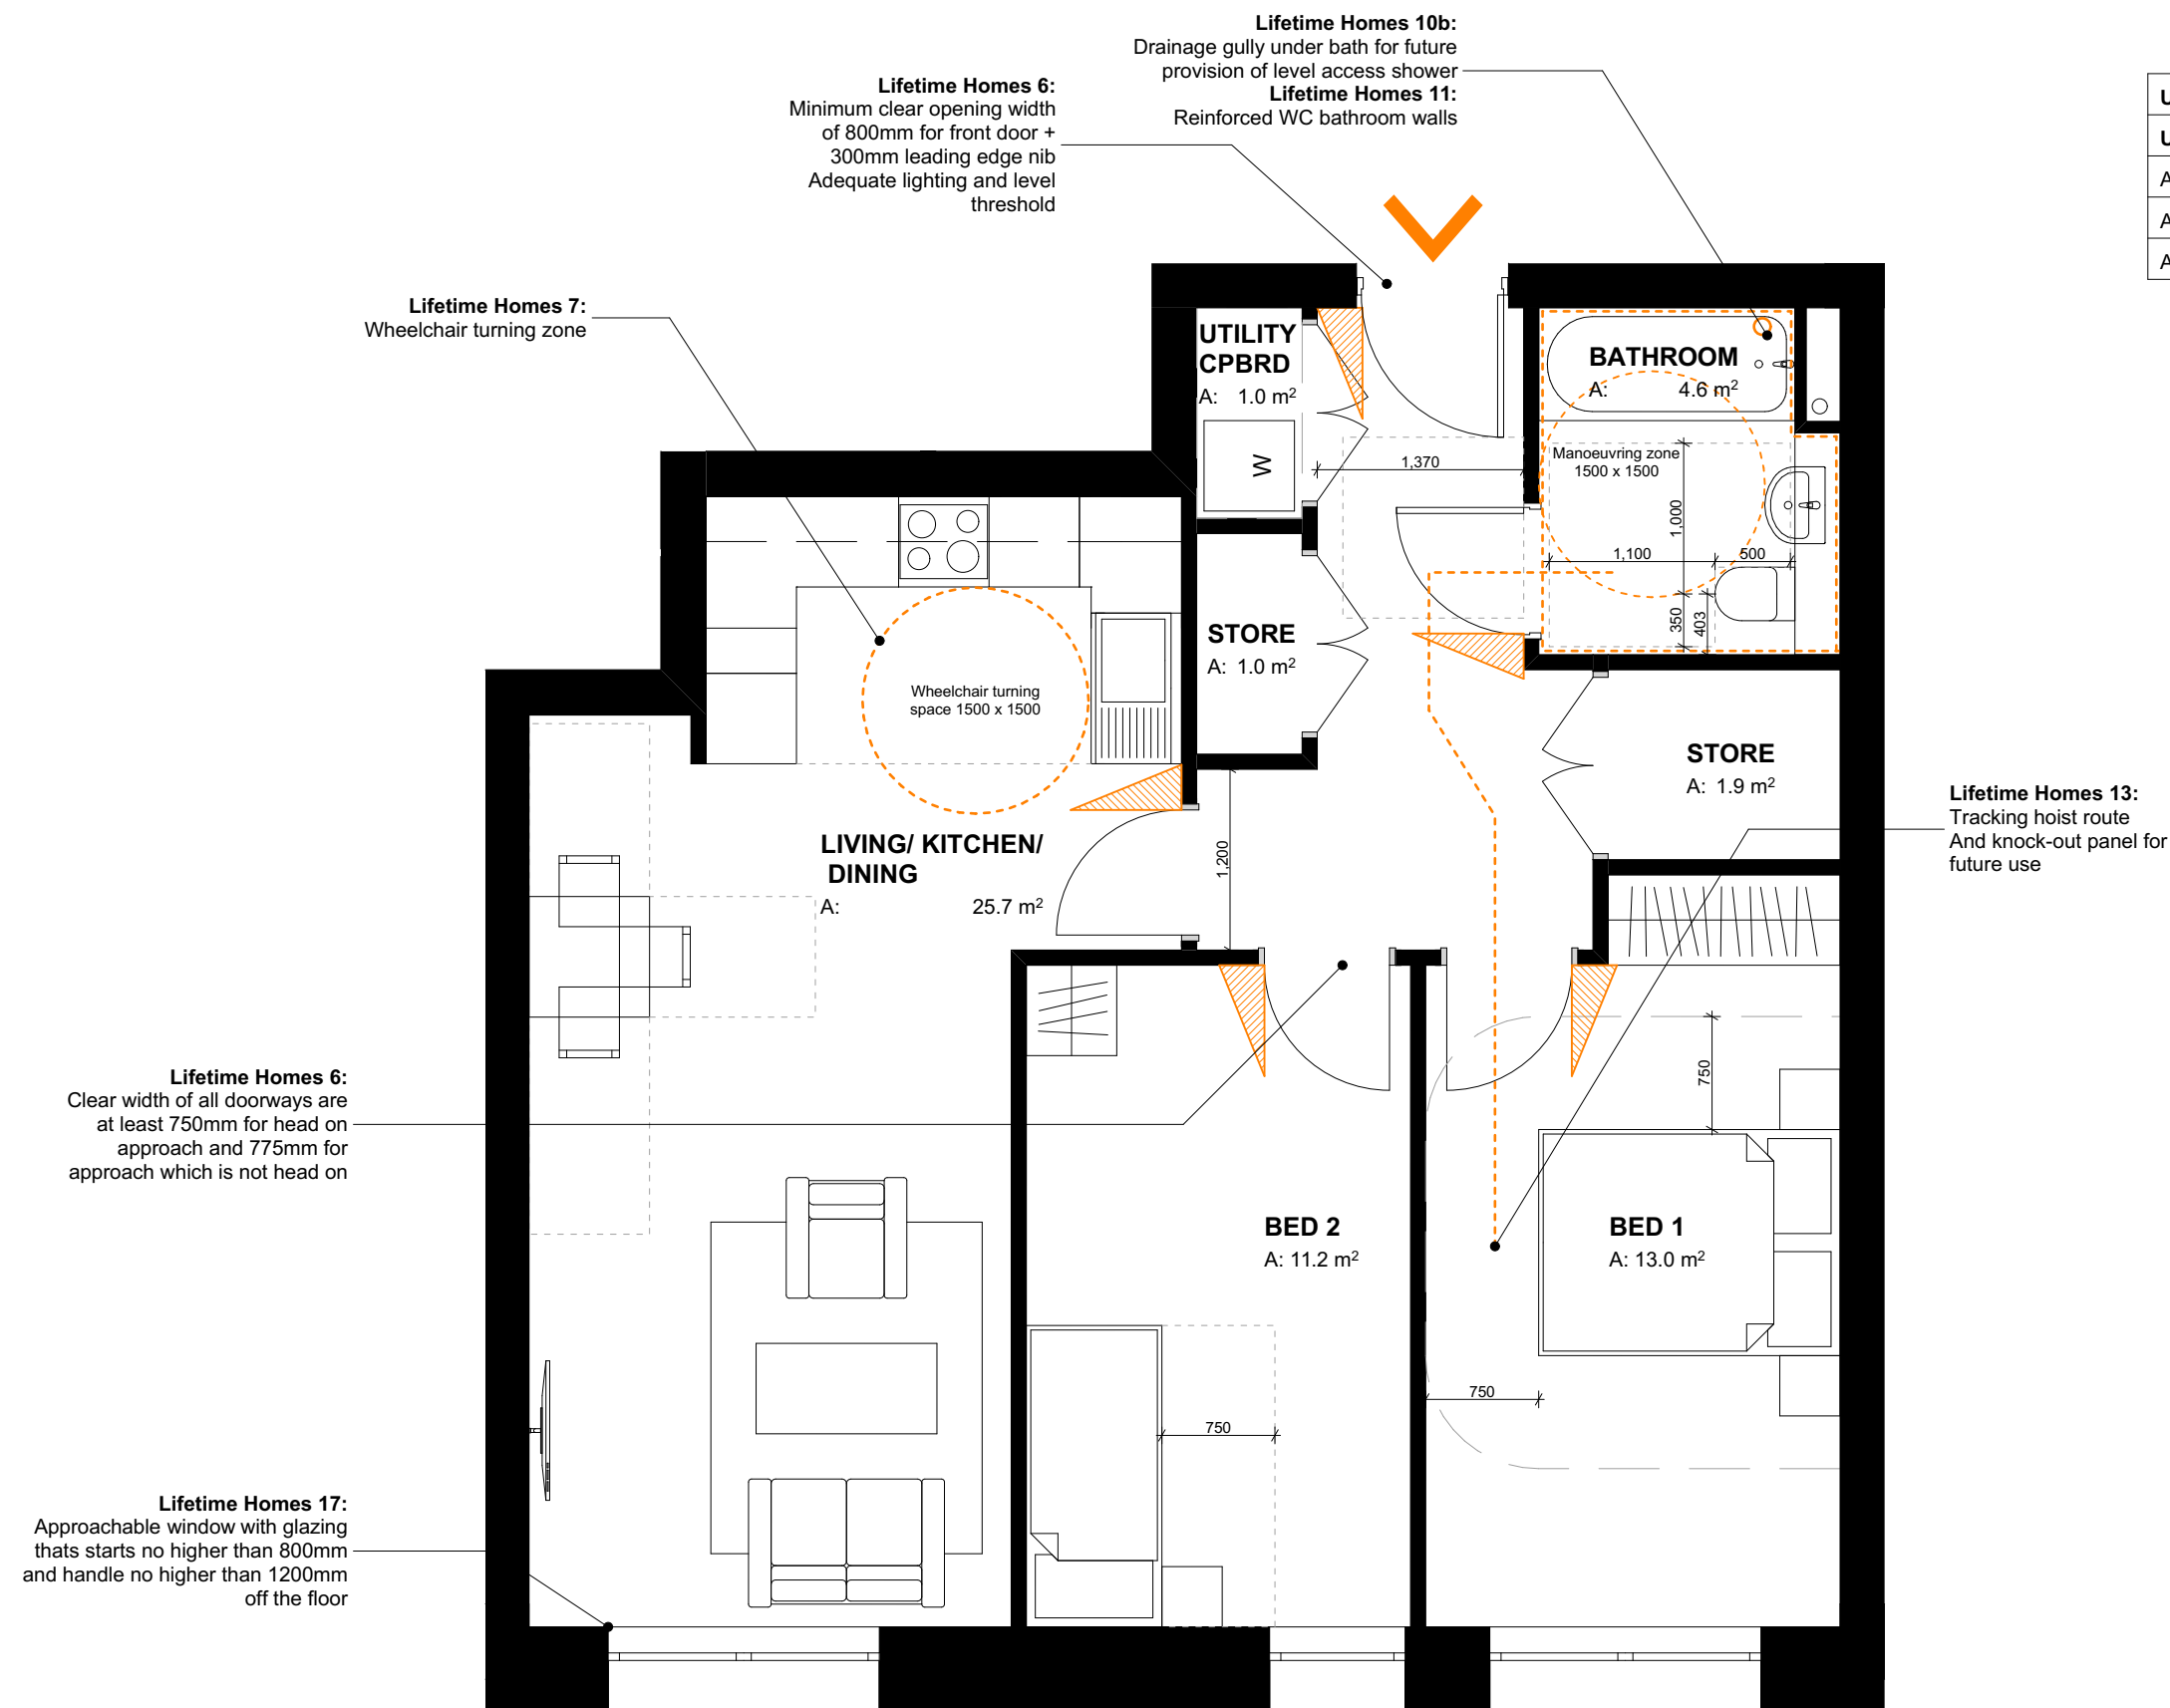 Lifetime Homes 10b:
Drainage gully under bath for future
provision of level access shower
Lifetime Homes 11:
Reinforced WC bathroom walls
Lifetime Homes 6:
Minimum clear opening width
of 800mm for front door +
300mm leading edge nib
Adequate lighting and level
threshold
U
U
A
A
A
Lifetime Homes 7:
Wheelchair turning zone
UTILITY
CPBRD
A: 1.0 m²
W
1,370
BATHROOM
A: 4.6 m²
Manoeuvring zone
1500 x 1500
1,000
1,100
500
350
403
STORE
A: 1.0 m²
Wheelchair turning
space 1500 x 1500
STORE
A: 1.9 m²
Lifetime Homes 13:
Tracking hoist route
And knock-out panel for
future use
LIVING/ KITCHEN/
DINING
A: 25.7 m²
1,200
750
Lifetime Homes 6:
Clear width of all doorways are
at least 750mm for head on
approach and 775mm for
approach which is not head on
BED 2
A: 11.2 m²
BED 1
A: 13.0 m²
750
750
Lifetime Homes 17:
Approachable window with glazing
thats starts no higher than 800mm
and handle no higher than 1200mm
off the floor